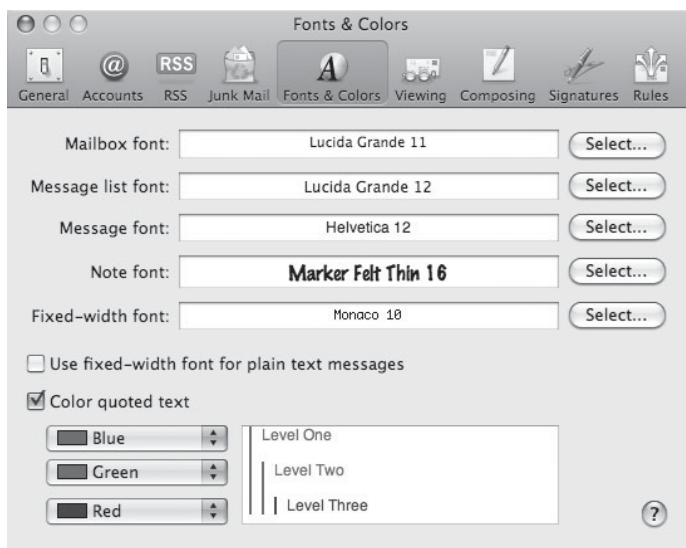 Fonts & Colors
@
RSS
A
General Accounts RSS Junk Mail Fonts & Colors Viewing Composing Signatures Rules
Mailbox font: Lucida Grande 11 Select...
Message list font: Lucida Grande 12 Select...
Message font: Helvetica 12 Select...
Note font: Marker Felt Thin 16 Select...
Fixed-width font: Monaco 10 Select...
Use fixed-width font for plain text messages
Color quoted text
Blue Level One
Green Level Two
Red Level Three
?